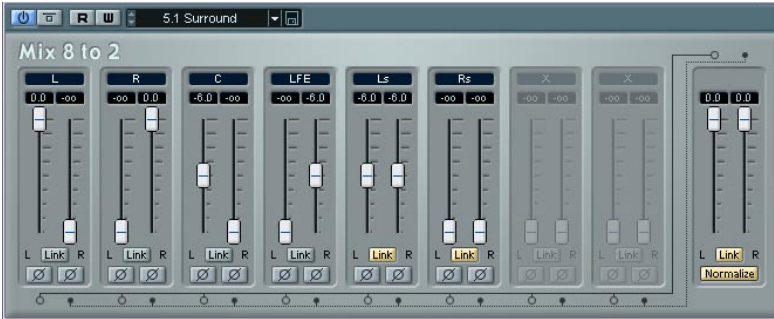 R W 5.1 Surround
Mix 8 to 2
L R C LFE Ls Rs X X
0.0 -oo -oo 0.0 -6.0 -oo -oo -6.0 -6.0 -6.0 -oo -oo -oo -oo -oo -oo 0.0 0.0
L Link R L Link R L Link R L Link R L Link R L Link R L Link R L Link R L Link R
Ø Ø Ø Ø Ø Ø Ø Ø Ø Ø Ø Ø Ø Ø Ø Ø Normalize